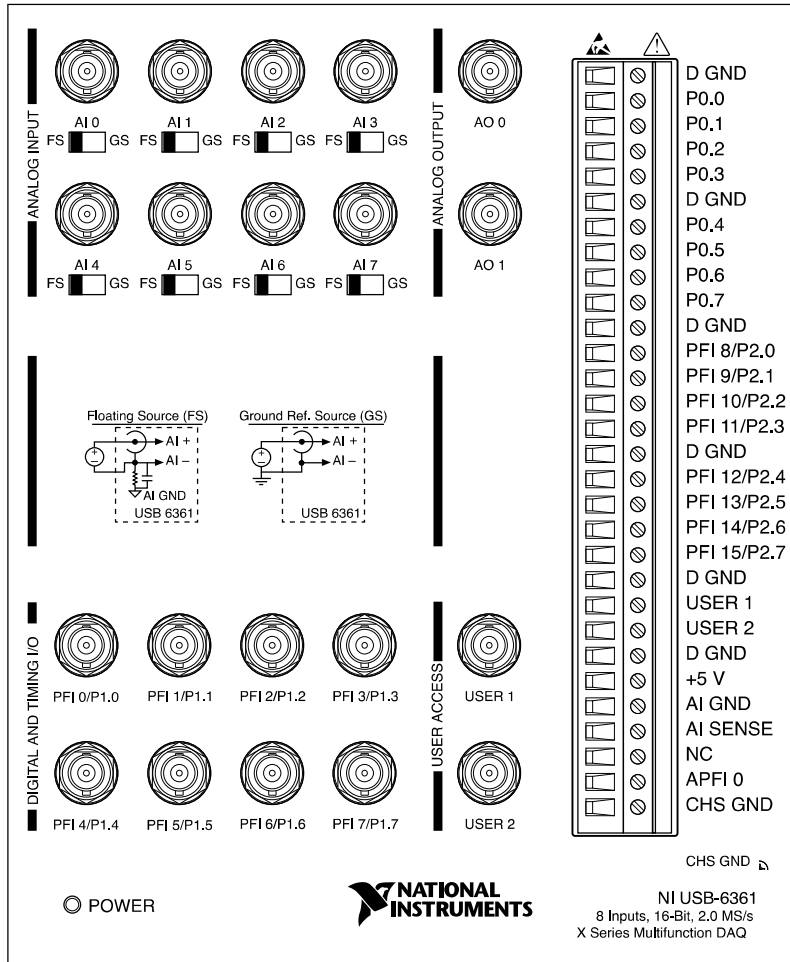 ANALOG INPUT
AI 0 AI 1 AI 2 AI 3
FS GS FS GS FS GS FS GS
AI 4 AI 5 AI 6 AI 7
FS GS FS GS FS GS FS GS
ANALOG OUTPUT
AO 0
AO 1
Floating Source (FS)
AI +
AI –
AI GND
USB 6361
Ground Ref. Source (GS)
AI +
AI –
USB 6361
DIGITAL AND TIMING I/O
PFI 0/P1.0 PFI 1/P1.1 PFI 2/P1.2 PFI 3/P1.3
PFI 4/P1.4 PFI 5/P1.5 PFI 6/P1.6 PFI 7/P1.7
USER ACCESS
USER 1
USER 2
D GND
P0.0
P0.1
P0.2
P0.3
D GND
P0.4
P0.5
P0.6
P0.7
D GND
PFI 8/P2.0
PFI 9/P2.1
PFI 10/P2.2
PFI 11/P2.3
D GND
PFI 12/P2.4
PFI 13/P2.5
PFI 14/P2.6
PFI 15/P2.7
D GND
USER 1
USER 2
D GND
+5 V
AI GND
AI SENSE
NC
APFI 0
CHS GND
CHS GND
POWER
NATIONAL
INSTRUMENTS
NI USB-6361
8 Inputs, 16-Bit, 2.0 MS/s
X Series Multifunction DAQ